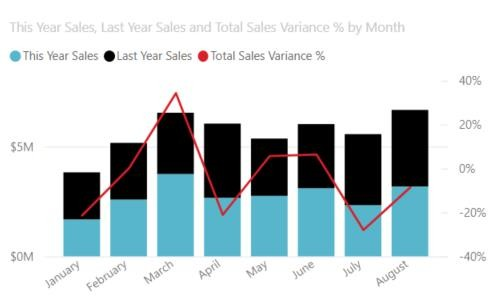 This Year Sales, Last Year Sales and Total Sales Variance % by Month
This Year Sales Last Year Sales Total Sales Variance %
40%
20%
$5M
0%
-20%
$0M
-40%
January February March April May June July August